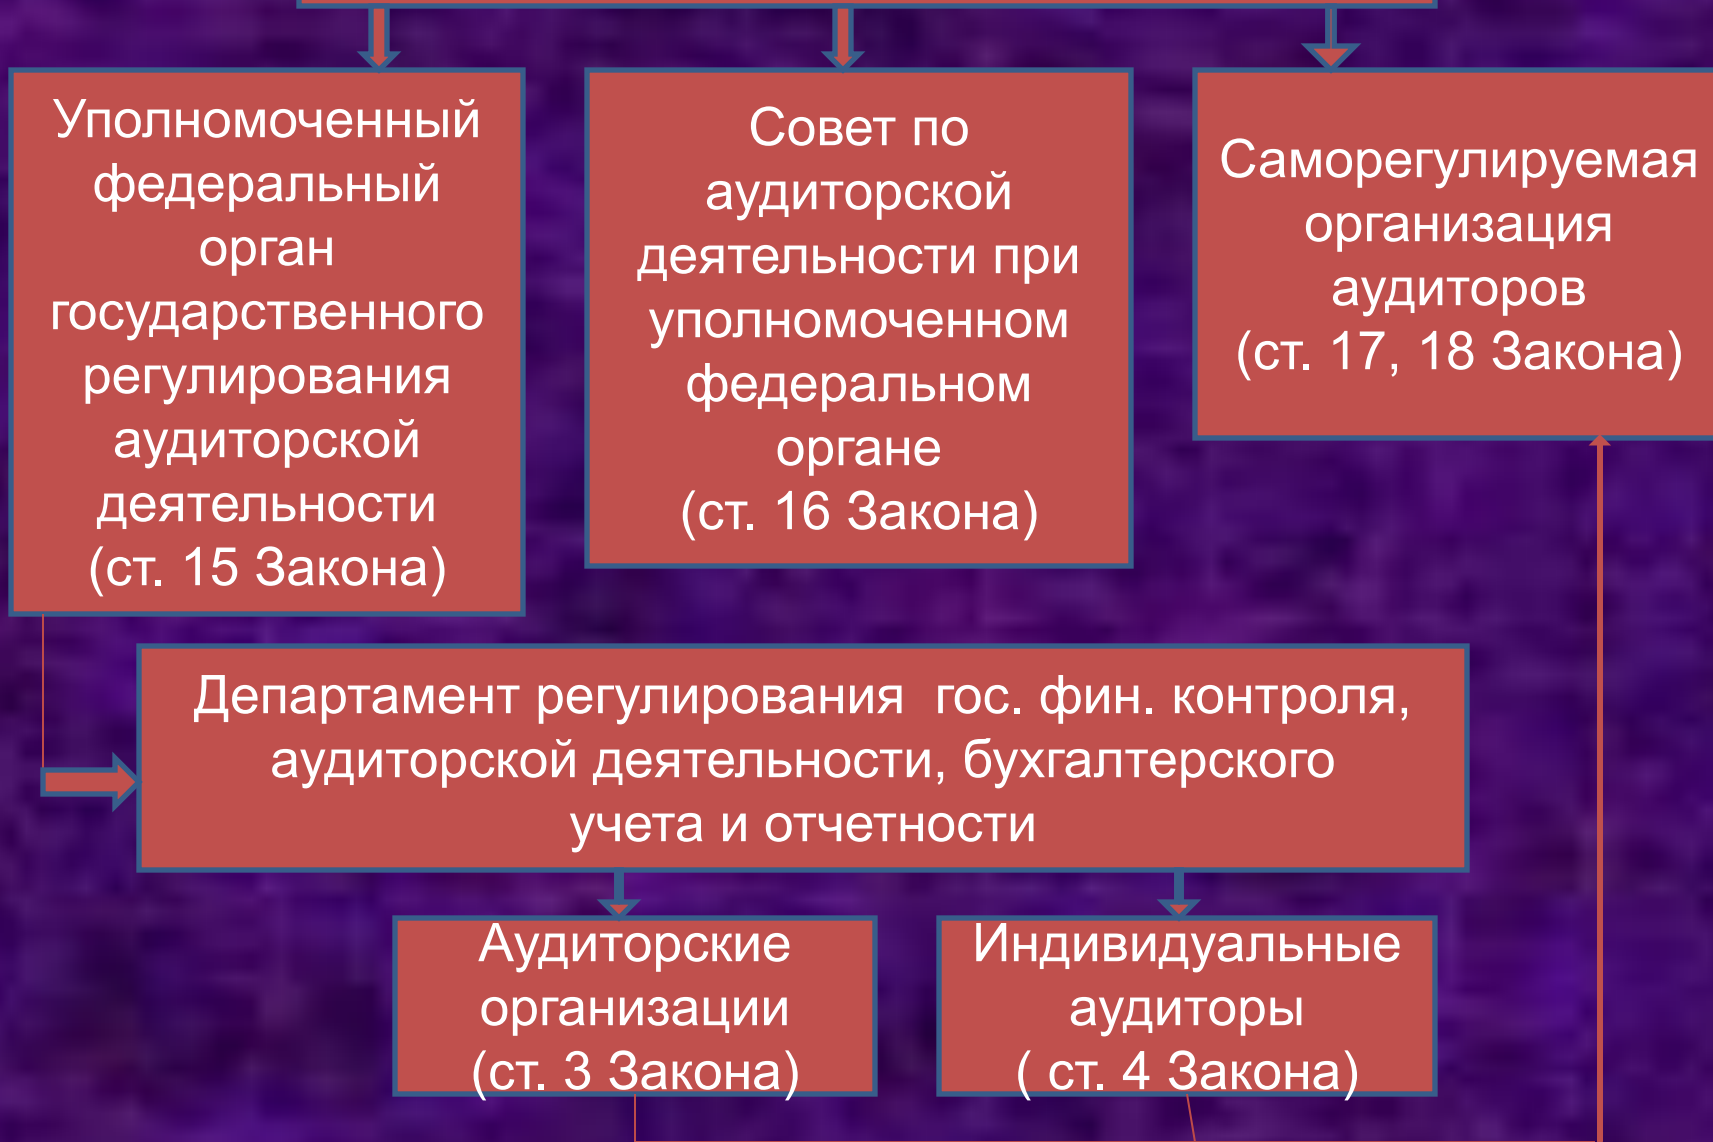 Уполномоченный
федеральный
орган
государственного
регулирования
аудиторской
деятельности
(ст. 15 Закона)
Совет по
аудиторской
деятельности при
уполномоченном
федеральном
органе
(ст. 16 Закона)
Саморегулируемая
организация
аудиторов
(ст. 17, 18 Закона)
Департамент регулирования гос. фин. контроля,
аудиторской деятельности, бухгалтерского
учета и отчетности
Аудиторские
организации
(ст. 3 Закона)
Индивидуальные
аудиторы
( ст. 4 Закона)